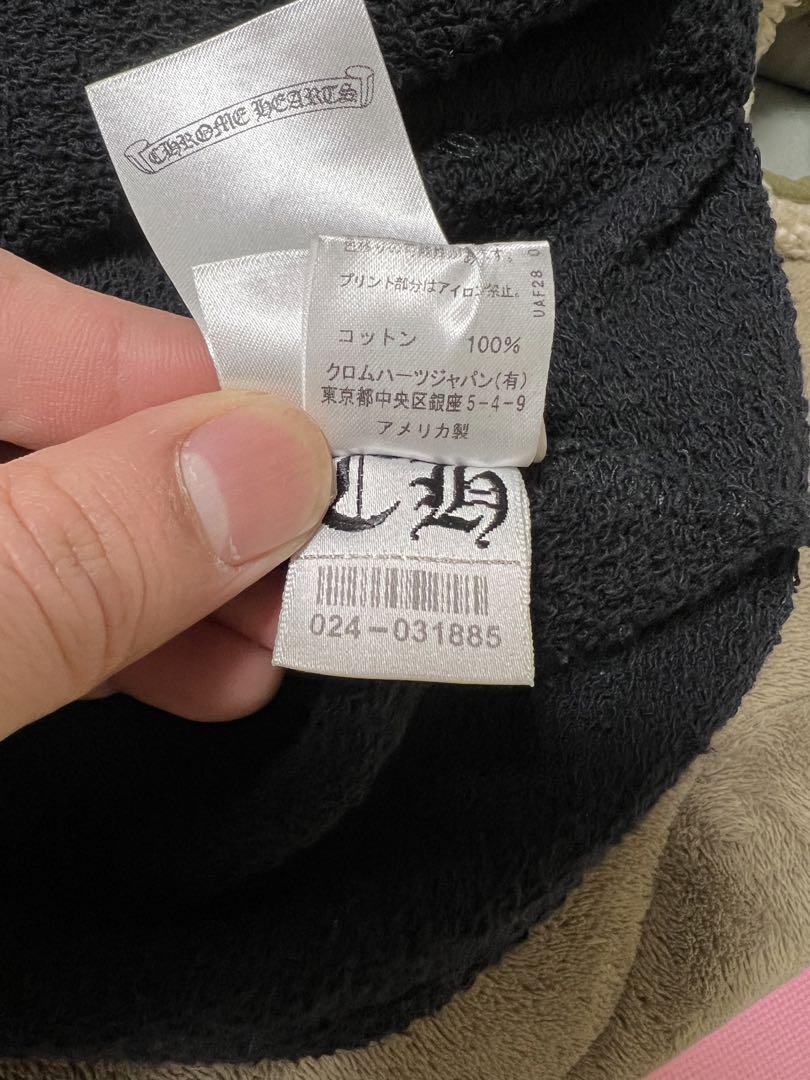 CHROME HEARTS
プリント部分はアイロン禁止。
コットン 100%
クロムハーツジャパン(有)
東京都中央区銀座5-4-9
アメリカ製
UAF28 0
024-031885